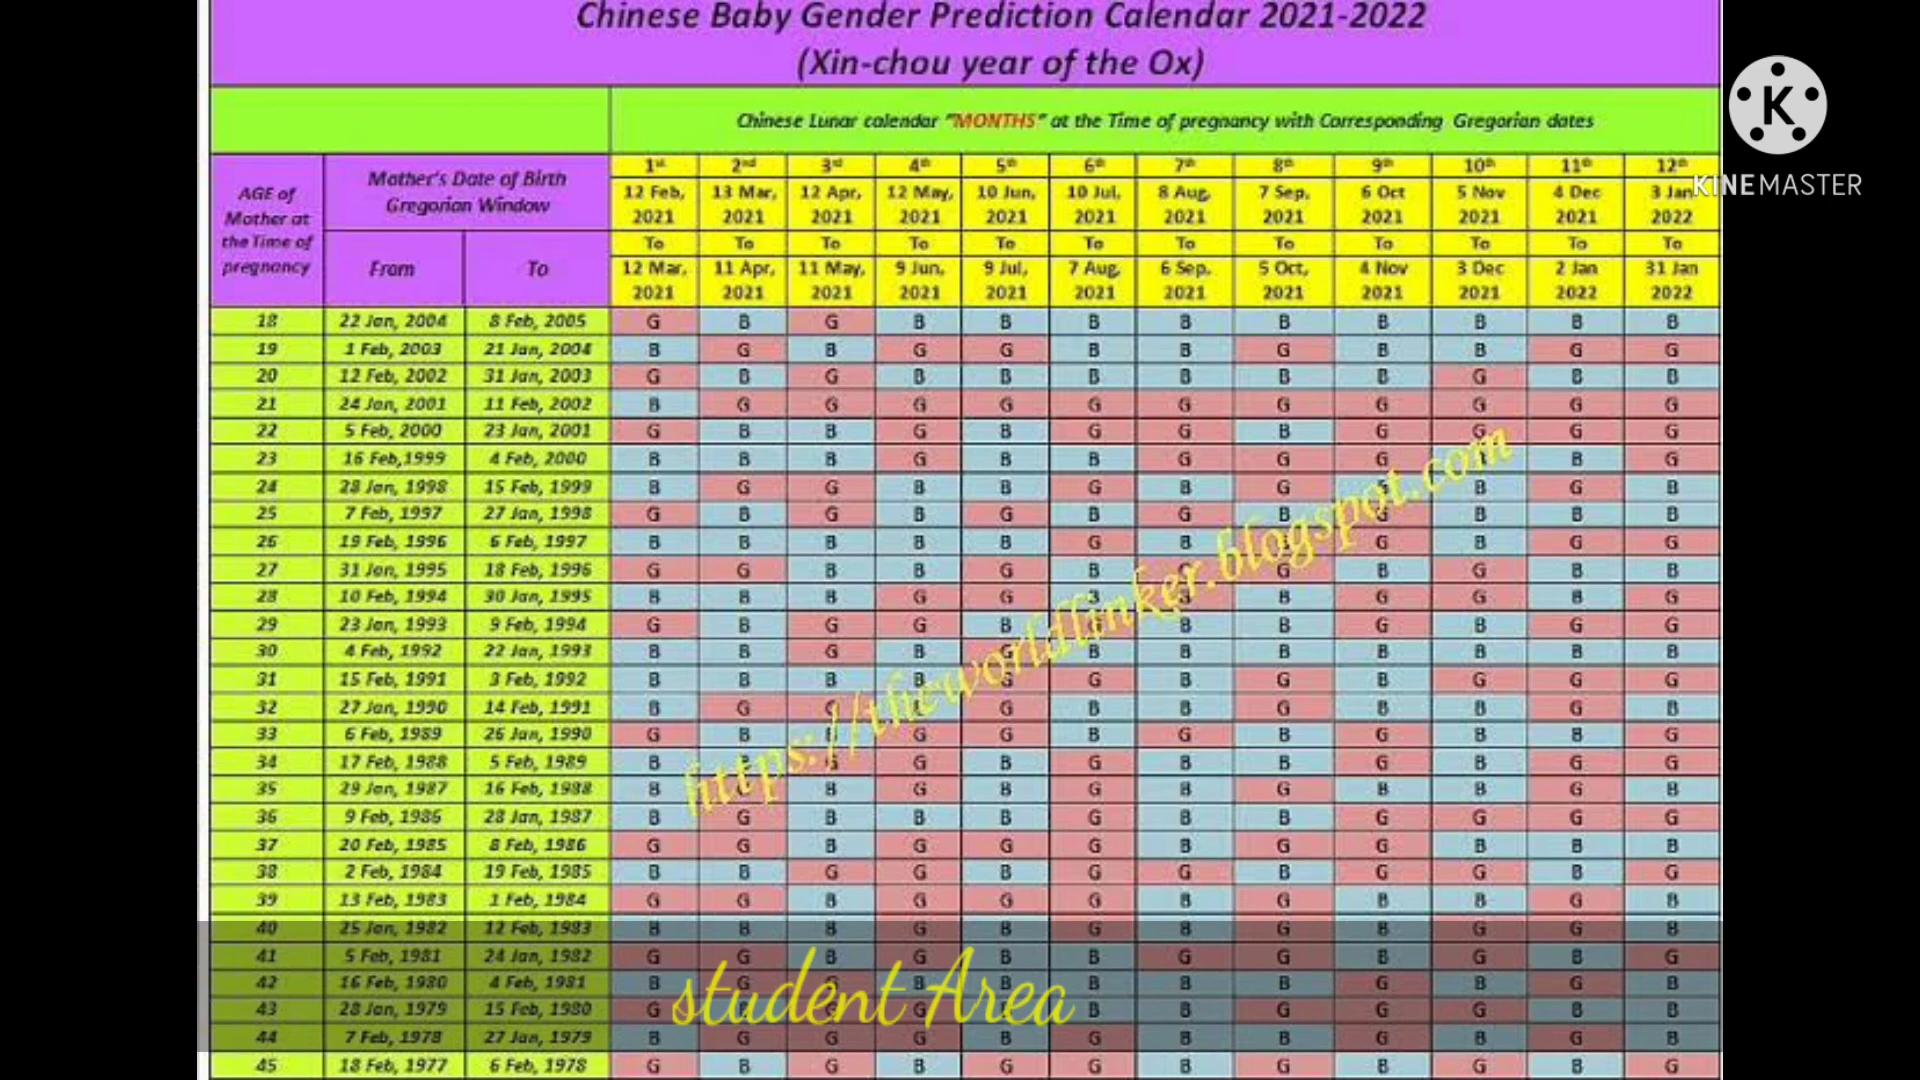 Chinese Baby Gender Prediction Calendar 2021-2022
(Xin-chou year of the Ox)
Chinese Lunar calendar "MONTHS" at the Time of pregnancy with Corresponding Gregorian dates
AGE of Mother at the Time of pregnancy
Mother's Date of Birth Gregorian Window
From To
1st 2nd 3rd 4th 5th 6th 7th 8th 9th 10th 11th 12th
12 Feb, 2021 13 Mar, 2021 12 Apr, 2021 12 May, 2021 10 Jun, 2021 10 Jul, 2021 8 Aug, 2021 7 Sep, 2021 6 Oct 2021 5 Nov 2021 4 Dec 2021 3 Jan 2022
To To To To To To To To To To To To
12 Mar, 2021 11 Apr, 2021 11 May, 2021 9 Jun, 2021 9 Jul, 2021 7 Aug, 2021 6 Sep, 2021 5 Oct, 2021 4 Nov 2021 3 Dec 2021 2 Jan 2022 31 Jan 2022
18 22 Jan, 2004 8 Feb, 2005 G B G B B B B B B B B B
19 1 Feb, 2003 21 Jan, 2004 B G B G G B B G B B G G
20 12 Feb, 2002 31 Jan, 2003 G B G B B B B B B G B B
21 24 Jan, 2001 11 Feb, 2002 B G G G G G G G G G G G
22 5 Feb, 2000 23 Jan, 2001 G B B G B G G B G G G G
23 16 Feb,1999 4 Feb, 2000 B B B G B B G G G B G
24 28 Jan, 1998 15 Feb, 1999 B G G B B G B G B G B
25 7 Feb, 1997 27 Jan, 1998 G B G B G B G B G B B B
26 19 Feb, 1996 6 Feb, 1997 B B B B B G B G B G G
27 31 Jan, 1995 18 Feb, 1996 G G B B G B G G B G B B
28 10 Feb, 1994 30 Jan, 1995 B B B G G B B G G B G
29 23 Jan, 1993 9 Feb, 1994 G B G G B B B G B G G
30 4 Feb, 1992 22 Jan, 1993 B B G B G B B B B B B B
31 15 Feb, 1991 3 Feb, 1992 B B B B G G B G B G G G
32 27 Jan, 1990 14 Feb, 1991 B G G G B B G B B G B
33 6 Feb, 1989 26 Jan, 1990 G B B G G B G B G B B G
34 17 Feb, 1988 5 Feb, 1989 B B G G B G B B G B G G
35 29 Jan, 1987 16 Feb, 1988 B B G B G B G B B G B
36 9 Feb, 1986 28 Jan, 1987 B G B B B G B B G G G G
37 20 Feb, 1985 8 Feb, 1986 G G B G G G B G G B B B
38 2 Feb, 1984 19 Feb, 1985 B B G G B G G B G G B G
39 13 Feb, 1983 1 Feb, 1984 G G B G G G B G B B G B
40 25 Jan, 1982 12 Feb, 1983 B B B G B G B G B G G B
41 5 Feb, 1981 24 Jan, 1982 G G B G B B G G B G B G
42 16 Feb, 1980 4 Feb, 1981 B G G B B B B B G B G B
43 28 Jan, 1979 15 Feb, 1980 G G B B G G G B B
44 7 Feb, 1978 27 Jan, 1979 B G G G B G B B G B G B
45 18 Feb, 1977 6 Feb, 1978 G B G B G G B G B G B G
https://theworldlinker.blogspot.com
student Area
K
KINEMASTER